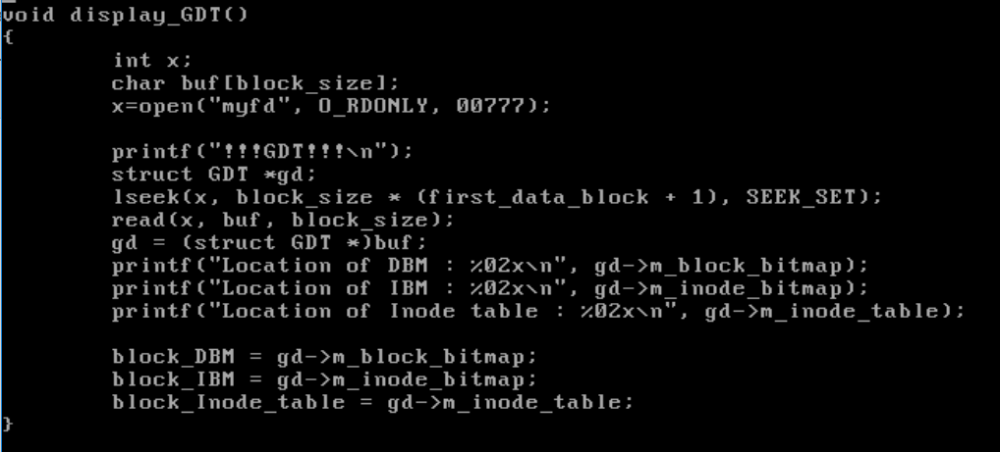 void display_GDT()
{
        int x;
        char buf[block_size];
        x=open("myfd", O_RDONLY, 00777);

        printf("!!!GDT!!!\n");
        struct GDT *gd;
        lseek(x, block_size * (first_data_block + 1), SEEK_SET);
        read(x, buf, block_size);
        gd = (struct GDT *)buf;
        printf("Location of DBM : %02x\n", gd->m_block_bitmap);
        printf("Location of IBM : %02x\n", gd->m_inode_bitmap);
        printf("Location of Inode table : %02x\n", gd->m_inode_table);

        block_DBM = gd->m_block_bitmap;
        block_IBM = gd->m_inode_bitmap;
        block_Inode_table = gd->m_inode_table;
}